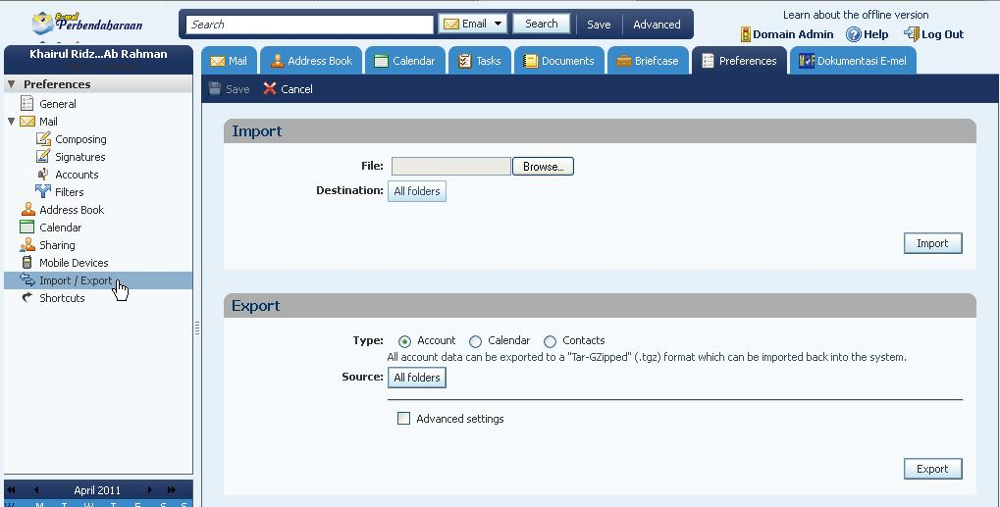 E-mel
Perbendaharaan
Search
Email
Search
Save
Advanced
Learn about the offline version
Domain Admin
Help
Log Out
Khairul Ridz...Ab Rahman
Mail
Address Book
Calendar
Tasks
Documents
Briefcase
Preferences
Dokumentasi E-mel
Save
Cancel
Preferences
General
Mail
Composing
Signatures
Accounts
Filters
Address Book
Calendar
Sharing
Mobile Devices
Import / Export
Shortcuts
Import
File:
Browse...
Destination:
All folders
Import
Export
Type:
Account
Calendar
Contacts
All account data can be exported to a "Tar-GZipped" (.tgz) format which can be imported back into the system.
Source:
All folders
Advanced settings
Export
April 2011
W M T W T F S S